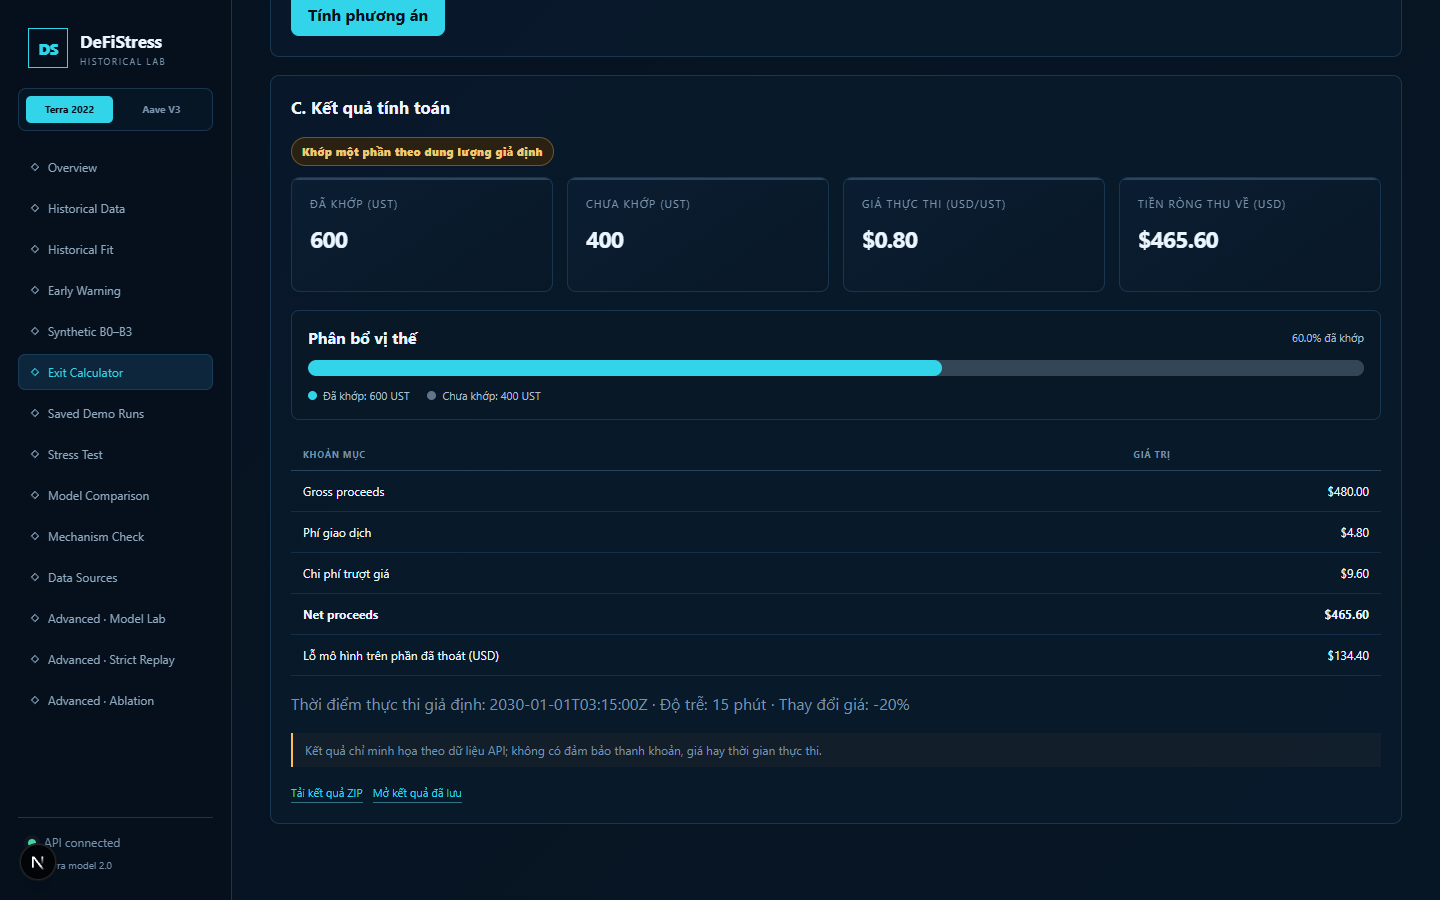 DS
DeFiStress
HISTORICAL LAB
Terra 2022
Aave V3
Overview
Historical Data
Historical Fit
Early Warning
Synthetic B0–B3
Exit Calculator
Saved Demo Runs
Stress Test
Model Comparison
Mechanism Check
Data Sources
Advanced · Model Lab
Advanced · Strict Replay
Advanced · Ablation
API connected
N
ra model 2.0
Tính phương án
C. Kết quả tính toán
Khớp một phần theo dung lượng giả định
ĐÃ KHỚP (UST)
600
CHƯA KHỚP (UST)
400
GIÁ THỰC THI (USD/UST)
$0.80
TIỀN RÒNG THU VỀ (USD)
$465.60
Phân bổ vị thế
60.0% đã khớp
Đã khớp: 600 UST
Chưa khớp: 400 UST
KHOẢN MỤC
GIÁ TRỊ
Gross proceeds
$480.00
Phí giao dịch
$4.80
Chi phí trượt giá
$9.60
Net proceeds
$465.60
Lỗ mô hình trên phần đã thoát (USD)
$134.40
Thời điểm thực thi giả định: 2030-01-01T03:15:00Z · Độ trễ: 15 phút · Thay đổi giá: -20%
Kết quả chỉ minh họa theo dữ liệu API; không có đảm bảo thanh khoản, giá hay thời gian thực thi.
Tải kết quả ZIP
Mở kết quả đã lưu